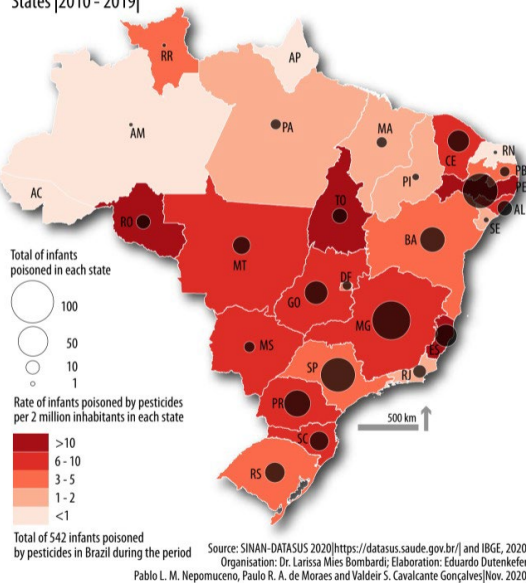 States |2010 - 2019|
RR
AP
AM
PA
MA
CE
RN
PB
PE
AL
SE
PI
AC
RO
TO
BA
MT
DF
GO
MG
ES
MS
SP
RJ
PR
SC
RS
Total of infants
poisoned in each state
100
50
10
1
Rate of infants poisoned by pesticides
per 2 million inhabitants in each state
>10
6 - 10
3 - 5
1 - 2
<1
500 km
Total of 542 infants poisoned
by pesticides in Brazil during the period
Source: SINAN-DATASUS 2020|https://datasus.saude.gov.br/| and IBGE, 2020
Organisation: Dr. Larissa Mies Bombardi; Elaboration: Eduardo Dutenkefer
Pablo L. M. Nepomuceno, Paulo R. A. de Moraes and Valdeir S. Cavalcante Gonçalves|Nov. 2020